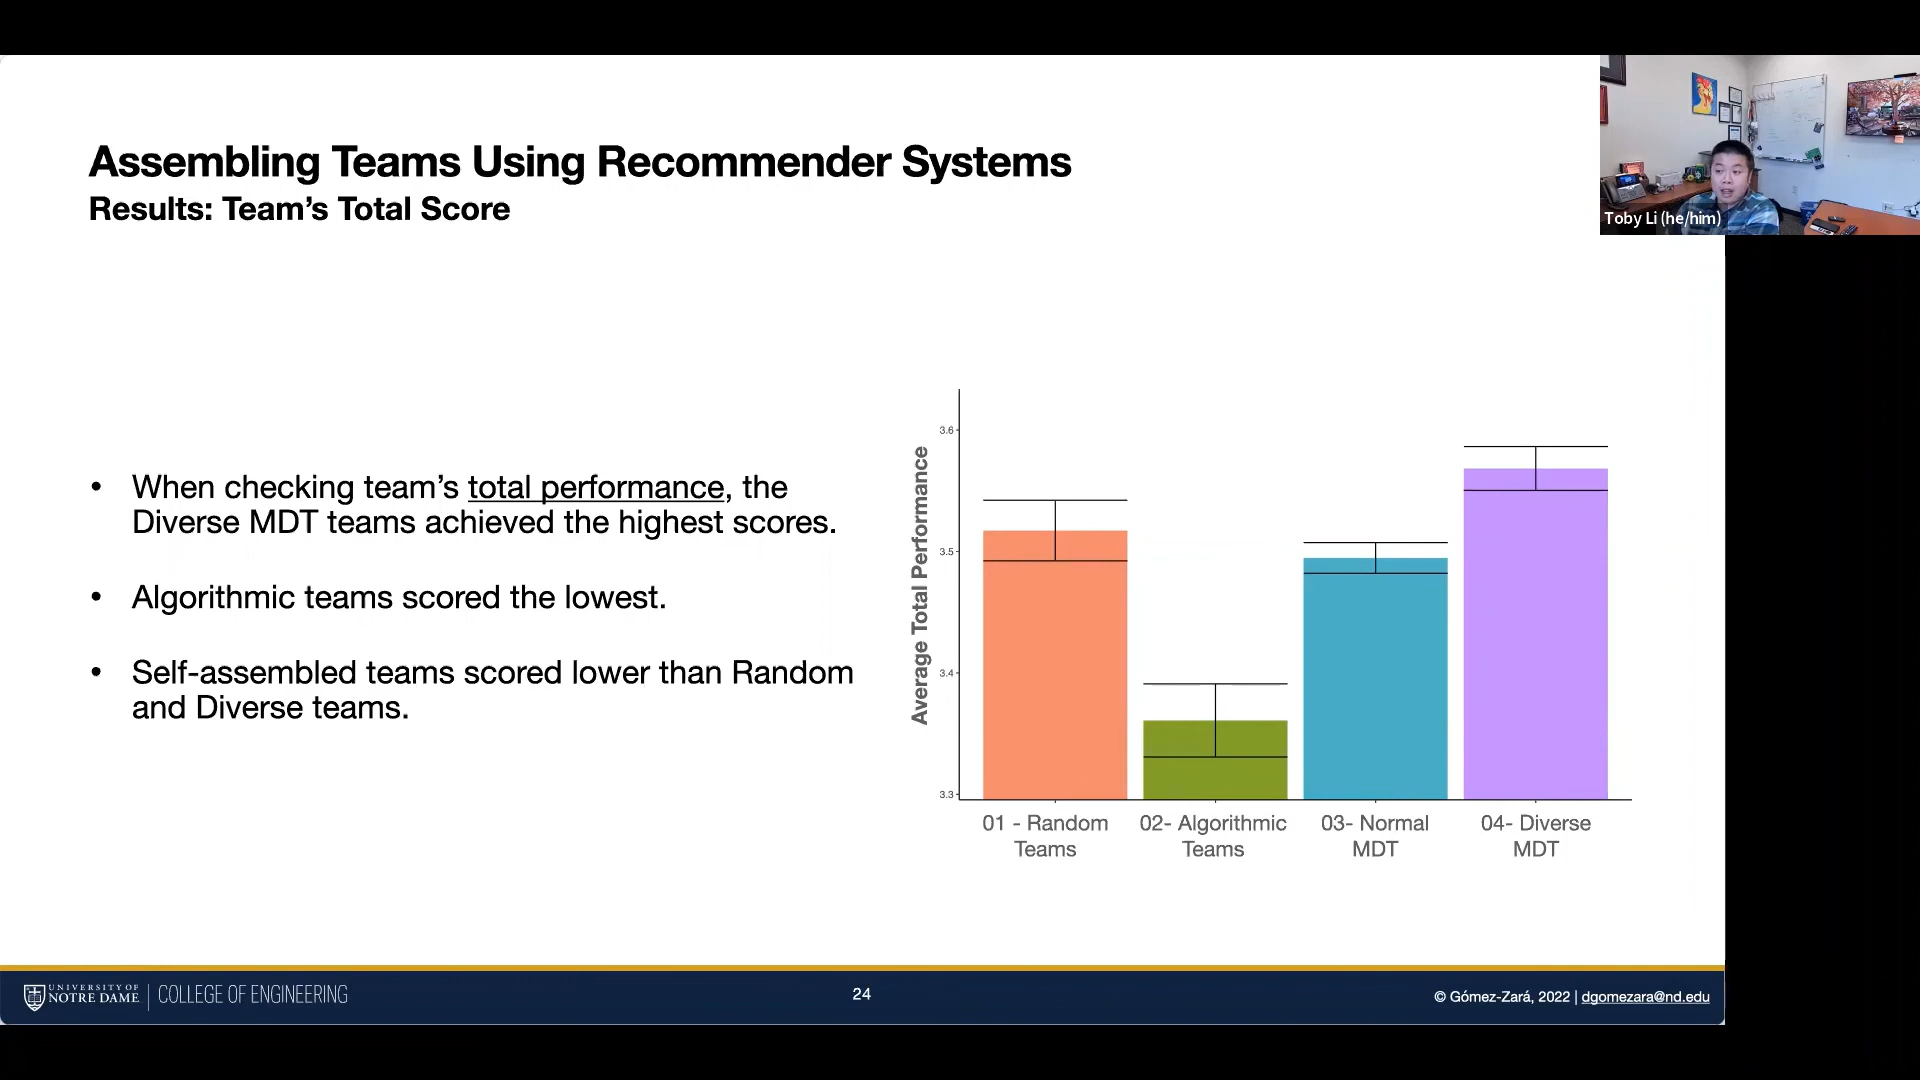 Assembling Teams Using Recommender Systems
Results: Team’s Total Score
Toby Li (he/him)
• When checking team’s total performance, the
Diverse MDT teams achieved the highest scores.
• Algorithmic teams scored the lowest.
• Self-assembled teams scored lower than Random
and Diverse teams.
Average Total Performance
3.6
3.5
3.4
3.3
01 - Random
Teams
02- Algorithmic
Teams
03- Normal
MDT
04- Diverse
MDT
UNIVERSITY OF
NOTRE DAME
COLLEGE OF ENGINEERING
24
© Gómez-Zará, 2022 | dgomezara@nd.edu